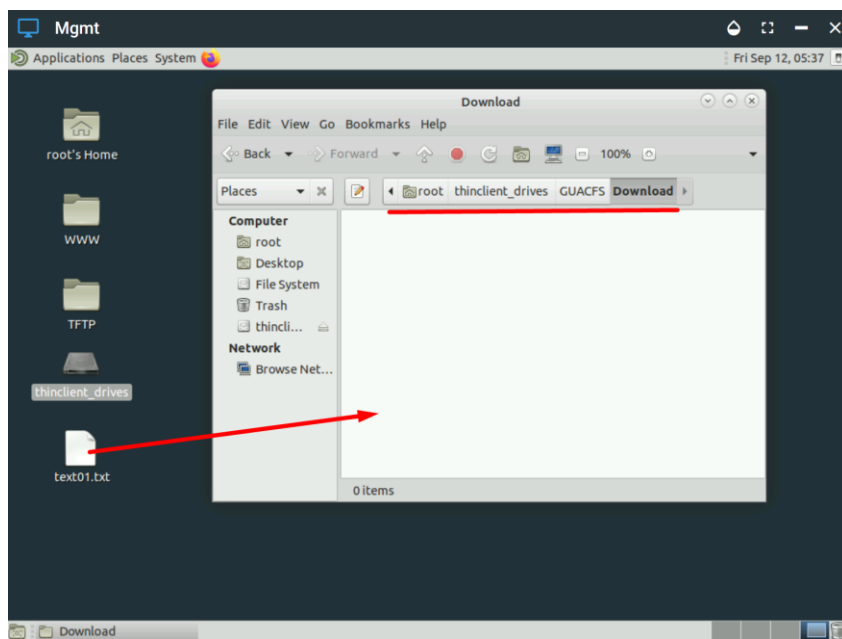 Mgmt
Applications Places System
Fri Sep 12, 05:37
Download
File Edit View Go Bookmarks Help
Back Forward 100%
Places root thinclient_drives GUACFS Download
Computer
root
Desktop
File System
Trash
thincli...
Network
Browse Net...
0 items
root's Home
WWW
TFTP
thinclient_drives
text01.txt
Download